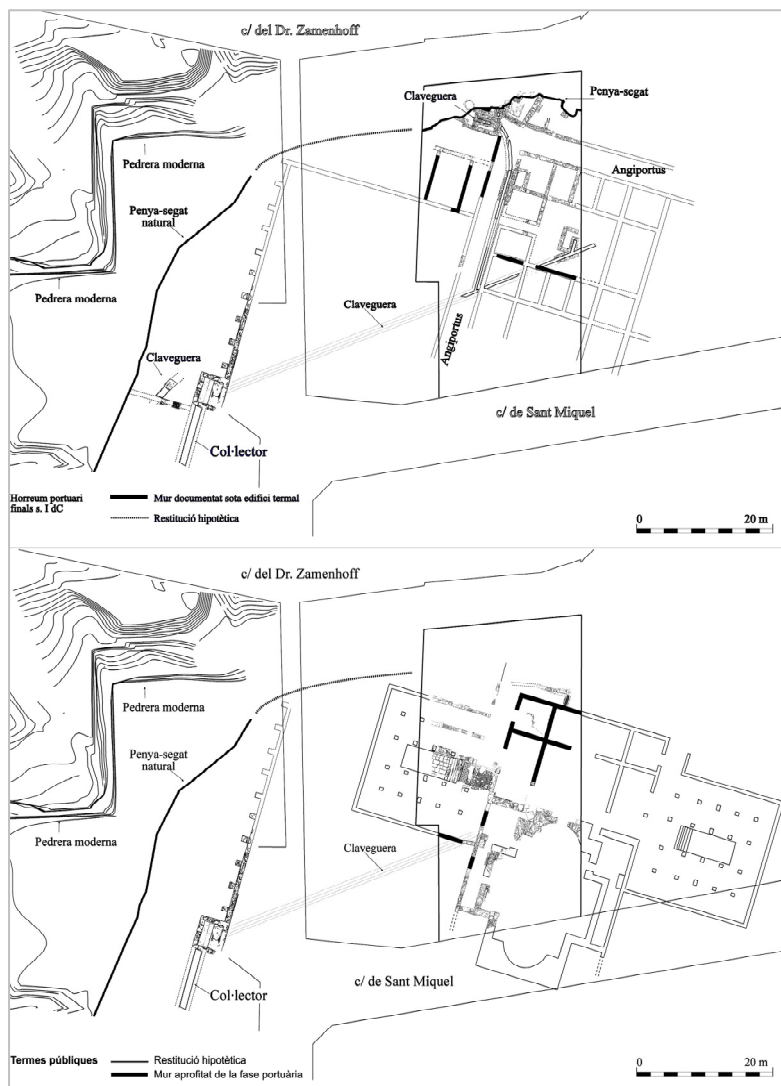 c/ del Dr. Zamenhoff
Claveguera
Penya-segat
Pedrera moderna
Angiportus
Penya-segat
natural
Pedrera moderna
Claveguera
Angiportus
Claveguera
c/ de Sant Miquel
Col·lector
Horreum portuari
finals s. I dC
Mur documentat sota edifici termal
Restitució hipotètica
0 20 m
c/ del Dr. Zamenhoff
Pedrera moderna
Penya-segat
natural
Pedrera moderna
Claveguera
c/ de Sant Miquel
Col·lector
Termes públiques
Restitució hipotètica
Mur aprofitat de la fase portuària
0 20 m